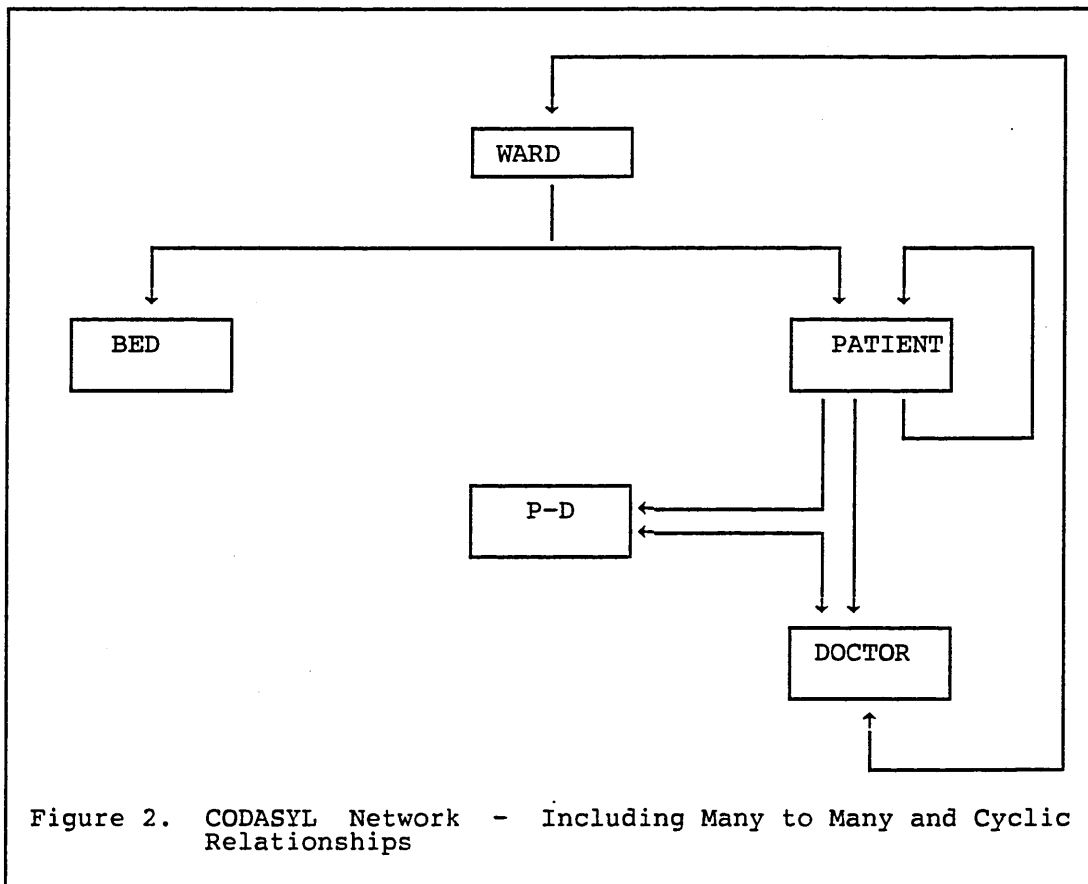 WARD
BED
PATIENT
P-D
DOCTOR
Figure 2. CODASYL Network - Including Many to Many and Cyclic
Relationships